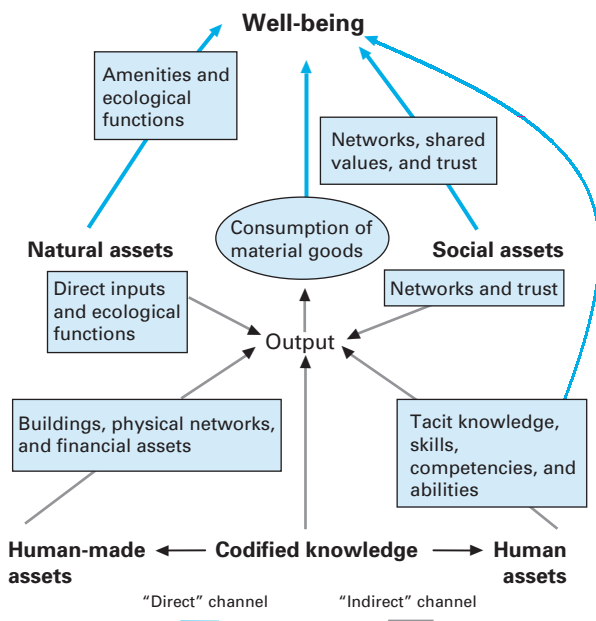 Well-being
Amenities and
ecological
functions
Networks, shared
values, and trust
Natural assets
Consumption of
material goods
Social assets
Direct inputs
and ecological
functions
Networks and trust
Output
Buildings, physical networks,
and financial assets
Tacit knowledge,
skills,
competencies, and
abilities
Human-made
assets
Codified knowledge
Human
assets
“Direct” channel
“Indirect” channel